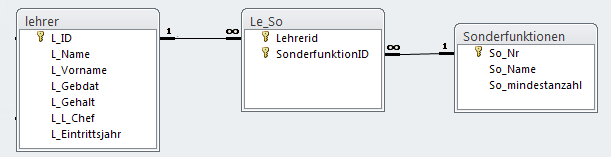 lehrer
L_ID
L_Name
L_Vorname
L_Gebdat
L_Gehalt
L_L_Chef
L_Eintrittsjahr
1
∞
Le_So
Lehrerid
SonderfunktionID
∞
1
Sonderfunktionen
So_Nr
So_Name
So_mindestanzahl